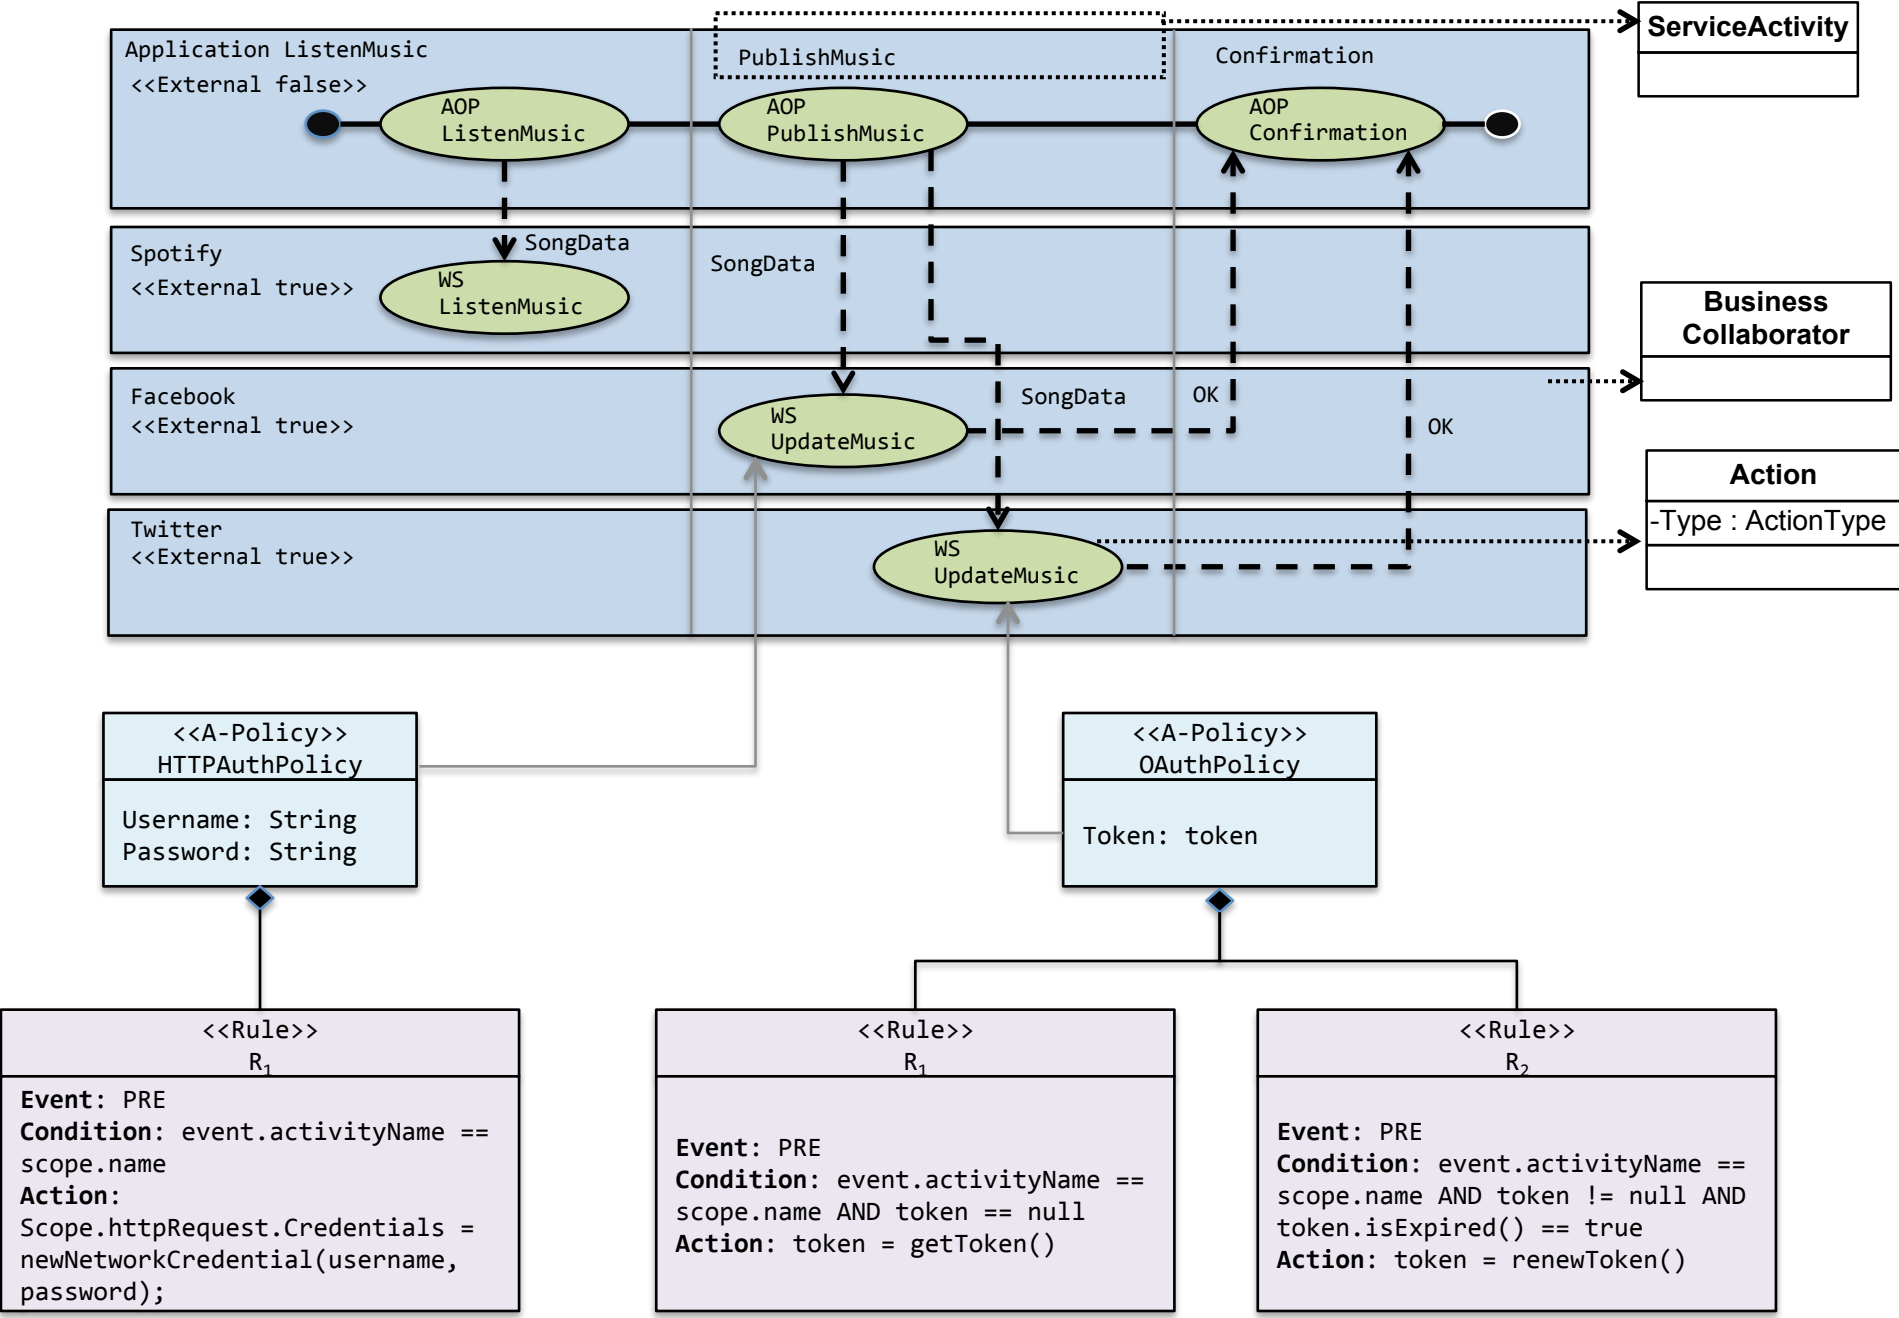 Application ListenMusic
<<External false>>
PublishMusic
Confirmation
ServiceActivity
AOP
ListenMusic
AOP
PublishMusic
AOP
Confirmation
Spotify
<<External true>>
SongData
WS
ListenMusic
SongData
Business
Collaborator
Facebook
<<External true>>
WS
UpdateMusic
SongData
OK
OK
Action
-Type : ActionType
Twitter
<<External true>>
WS
UpdateMusic
<<A-Policy>>
HTTPAuthPolicy
Username: String
Password: String
<<A-Policy>>
OAuthPolicy
Token: token
<<Rule>>
R1
Event: PRE
Condition: event.activityName ==
scope.name
Action:
Scope.httpRequest.Credentials =
newNetworkCredential(username,
password);
<<Rule>>
R1
Event: PRE
Condition: event.activityName ==
scope.name AND token == null
Action: token = getToken()
<<Rule>>
R2
Event: PRE
Condition: event.activityName ==
scope.name AND token != null AND
token.isExpired() == true
Action: token = renewToken()